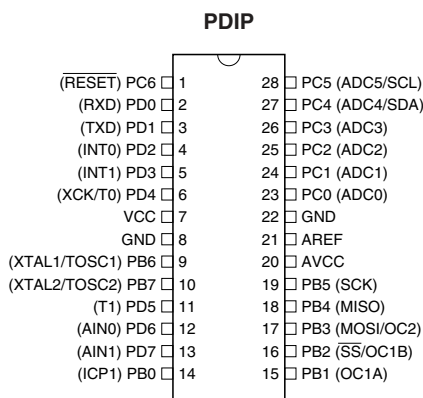 PDIP
(RESET) PC6 1 28 PC5 (ADC5/SCL)
(RXD) PD0 2 27 PC4 (ADC4/SDA)
(TXD) PD1 3 26 PC3 (ADC3)
(INT0) PD2 4 25 PC2 (ADC2)
(INT1) PD3 5 24 PC1 (ADC1)
(XCK/T0) PD4 6 23 PC0 (ADC0)
VCC 7 22 GND
GND 8 21 AREF
(XTAL1/TOSC1) PB6 9 20 AVCC
(XTAL2/TOSC2) PB7 10 19 PB5 (SCK)
(T1) PD5 11 18 PB4 (MISO)
(AIN0) PD6 12 17 PB3 (MOSI/OC2)
(AIN1) PD7 13 16 PB2 (SS/OC1B)
(ICP1) PB0 14 15 PB1 (OC1A)